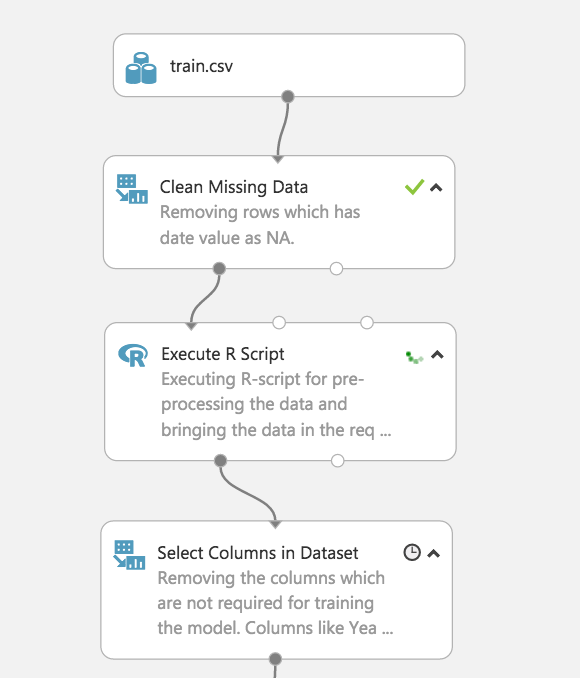 train.csv
Clean Missing Data
Removing rows which has
date value as NA.
R
Execute R Script
Executing R-script for pre-
processing the data and
bringing the data in the req ...
Select Columns in Dataset
Removing the columns which
are not required for training
the model. Columns like Yea ...